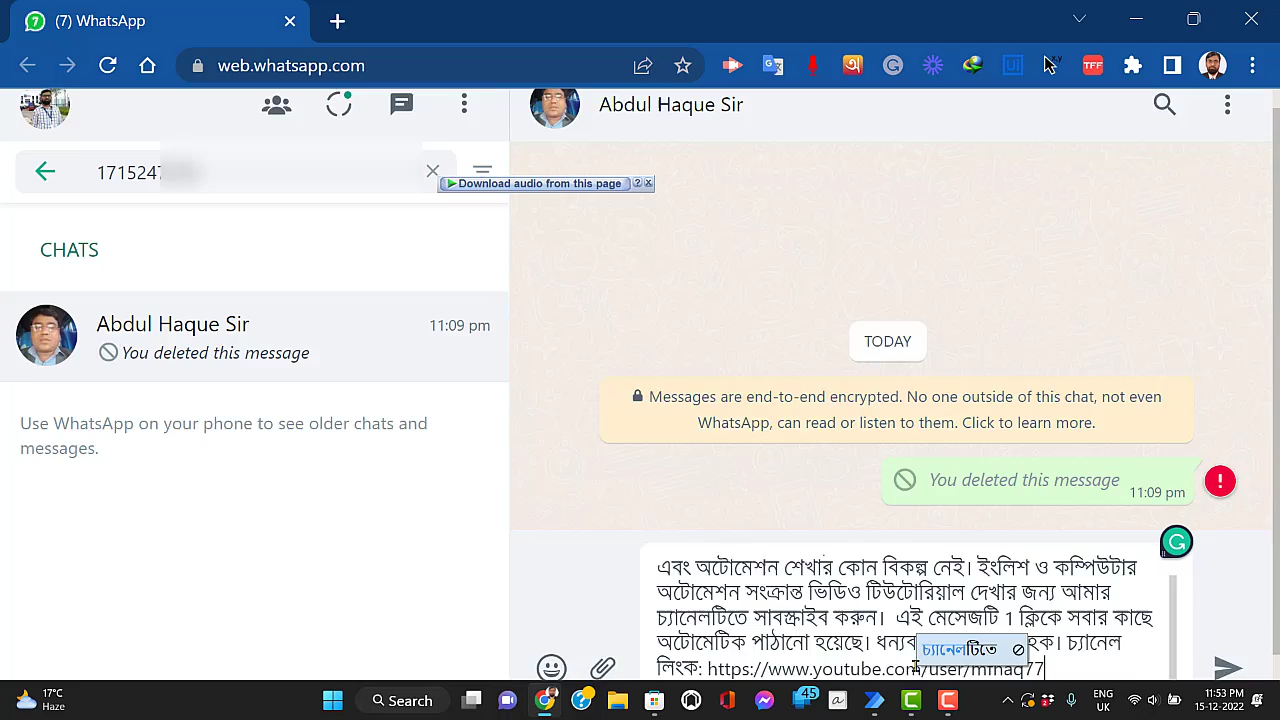 (7) WhatsApp
web.whatsapp.com
Abdul Haque Sir
1715247
Download audio from this page
CHATS
Abdul Haque Sir
11:09 pm
You deleted this message
Use WhatsApp on your phone to see older chats and
messages.
TODAY
Messages are end-to-end encrypted. No one outside of this chat, not even
WhatsApp, can read or listen to them. Click to learn more.
You deleted this message
11:09 pm
এবং অটোমেশন শেখার কোন বিকল্প নেই। ইংলিশ ও কম্পিউটার
অটোমেশন সংক্রান্ত ভিডিও টিউটোরিয়াল দেখার জন্য আমার
চ্যানেলটিতে সাবস্ক্রাইব করুন। এই মেসেজটি 1 ক্লিকে সবার কাছে
অটোমেটিক পাঠানো হয়েছে। হক। চ্যানেল
চ্যানেলটিতে
লিংক: https://www.youtube.com/user/mfhaq77
17°C
Haze
Search
45
ENG
UK
11:53 PM
15-12-2022